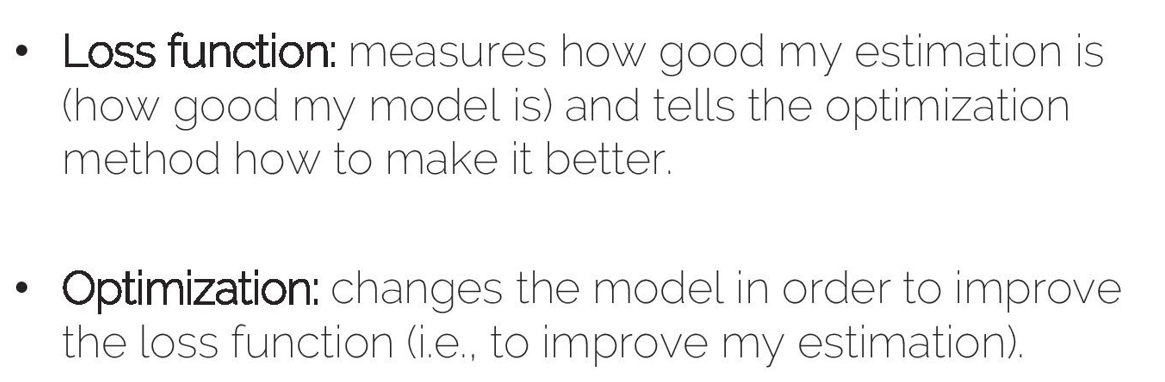 • Loss function: measures how good my estimation is
(how good my model is) and tells the optimization
method how to make it better.
• Optimization: changes the model in order to improve
the loss function (i.e., to improve my estimation).